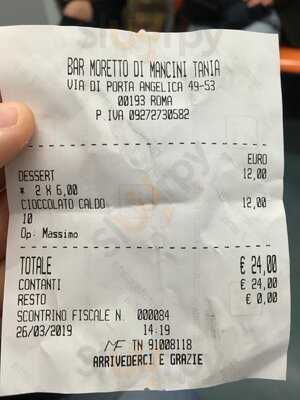 BAR MORETTO DI MANCINI TANIA
VIA DI PORTA ANGELICA 49-53
00193 ROMA
P IVA 09272730582
EURO
DESSERT 12,00
* 2 X 6,00
CIOCCOLATO CALDO 12,00
10
Op: Massimo
TOTALE € 24,00
CONTANTI € 24,00
RESTO € 0,00
SCONTRINO FISCALE N. 000084
26/03/2019 14:19
MF TN 91008118
ARRIVEDERCI E GRAZIE